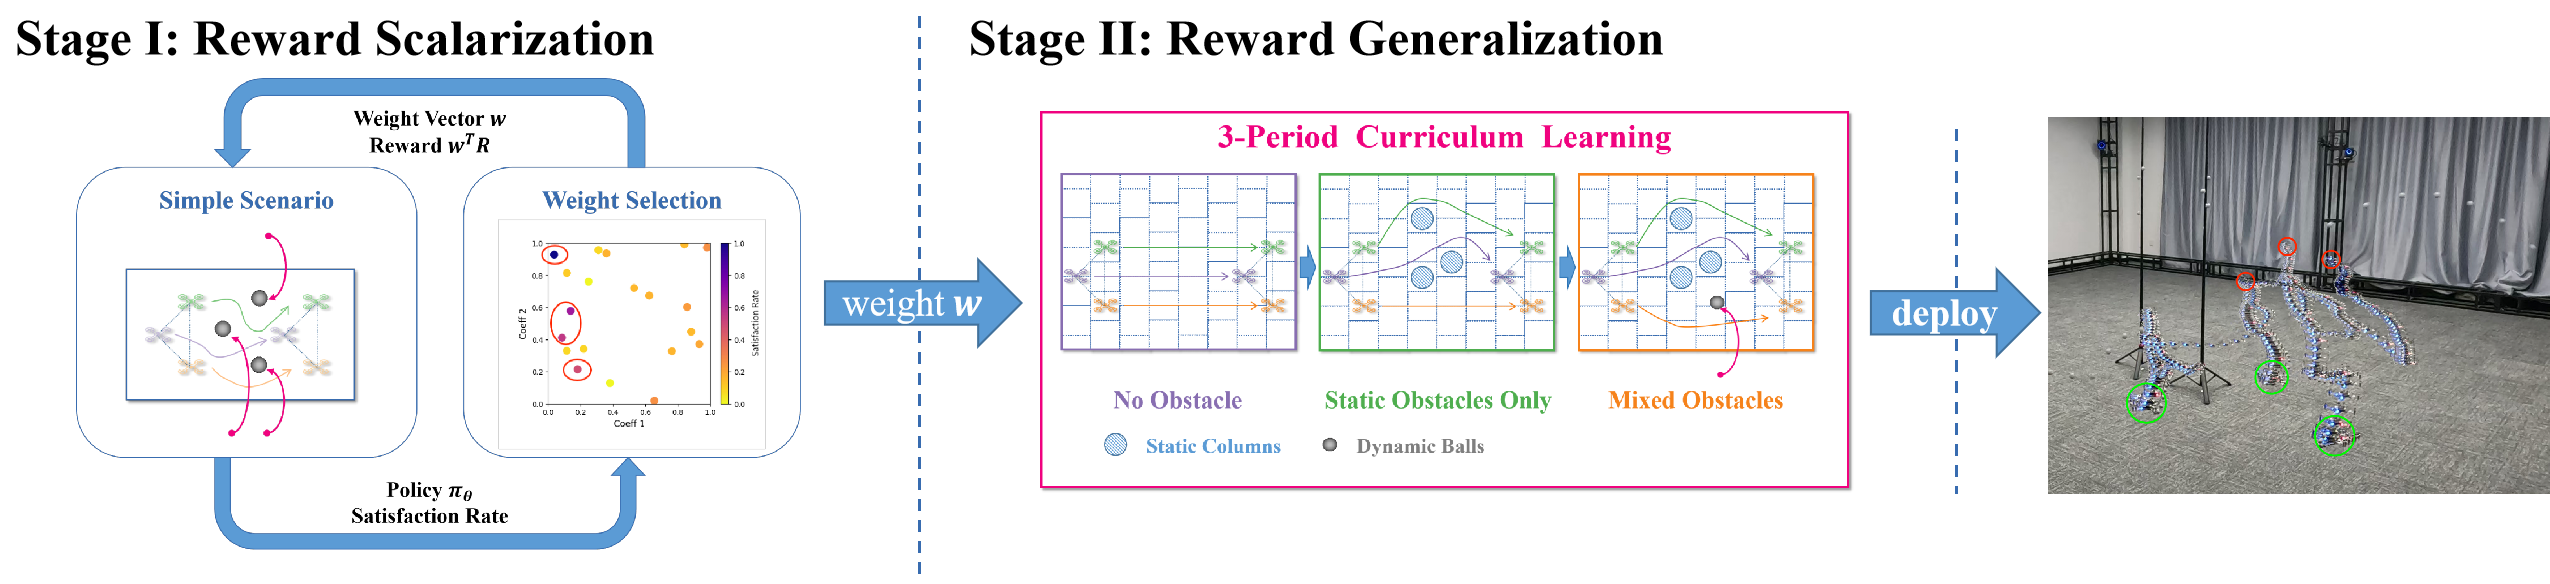 Stage I: Reward Scalarization
Weight Vector w
Reward wᵀR
Simple Scenario
Weight Selection
1.0
0.8
0.6
0.4
0.2
0.0
Coeff 2
0.0 0.2 0.4 0.6 0.8 1.0
Coeff 1
1.0
0.8
0.6
0.4
0.2
0.0
Satisfaction Rate
Policy πθ
Satisfaction Rate
weight w
Stage II: Reward Generalization
3-Period Curriculum Learning
No Obstacle
Static Obstacles Only
Mixed Obstacles
Static Columns
Dynamic Balls
deploy